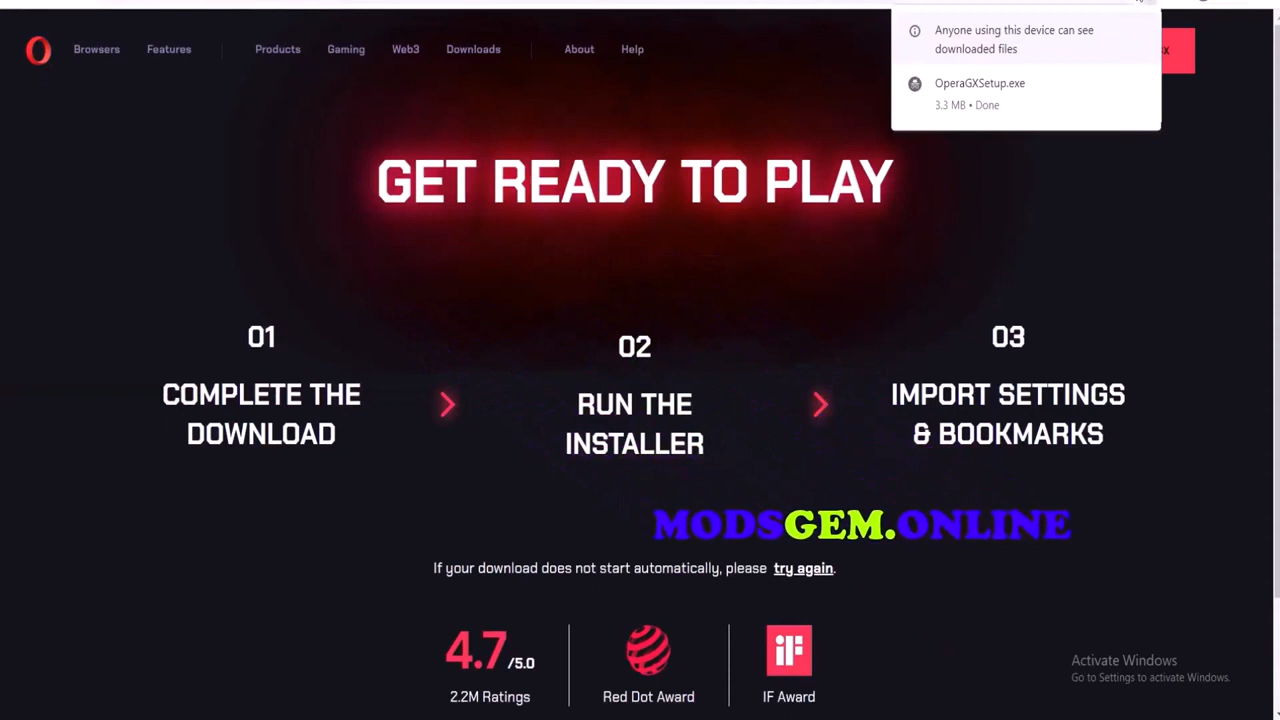 Anyone using this device can see
downloaded files
OperaGXSetup.exe
3.3 MB • Done
Browsers Features Products Gaming Web3 Downloads About Help
GET READY TO PLAY
01
COMPLETE THE
DOWNLOAD
02
RUN THE
INSTALLER
03
IMPORT SETTINGS
& BOOKMARKS
MODSGEM.ONLINE
If your download does not start automatically, please try again.
4.7/5.0
2.2M Ratings
Red Dot Award
iF
IF Award
Activate Windows
Go to Settings to activate Windows.